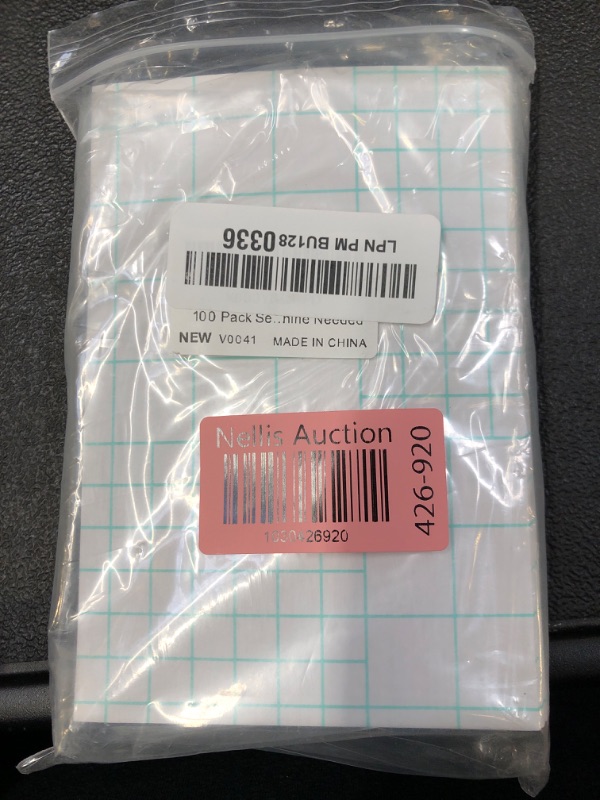 LPN PM BU1280336
100 Pack Se...hine Needed
NEW V0041 MADE IN CHINA
Nellis Auction
426-920